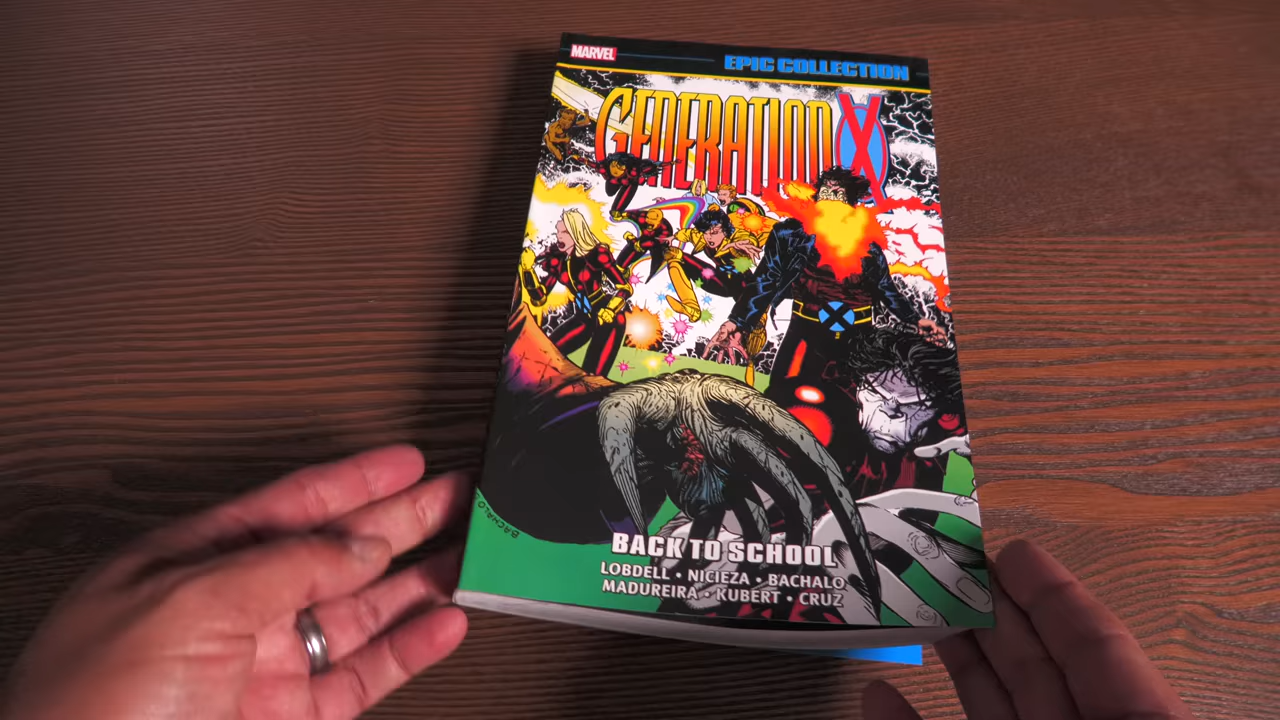 MARVEL
EPIC COLLECTION
GENERATION X
BACK TO SCHOOL
LOBDELL • NICIEZA • BACHALO
MADUREIRA • KUBERT • CRUZ
BACHALO